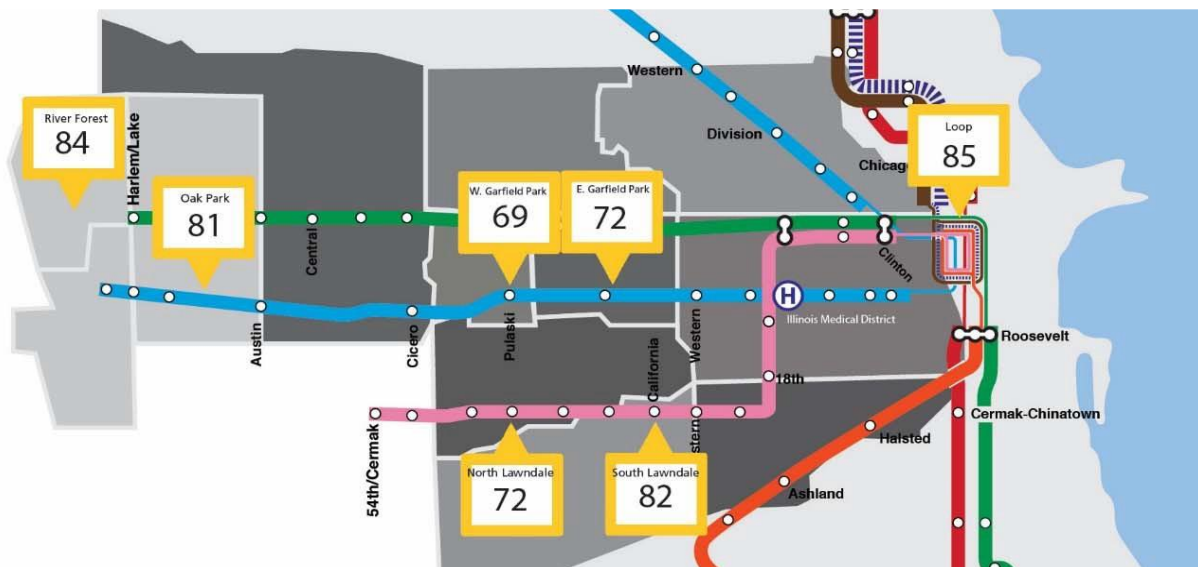 Western
Division
Chicag
Loop
85
River Forest
84
Harlem/Lake
Oak Park
81
W. Garfield Park
69
E. Garfield Park
72
Central
Clinton
H
Illinois Medical District
Austin
Cicero
Pulaski
Western
Roosevelt
California
18th
54th/Cermak
Cermak-Chinatown
Halsted
stern
North Lawndale
72
South Lawndale
82
Ashland